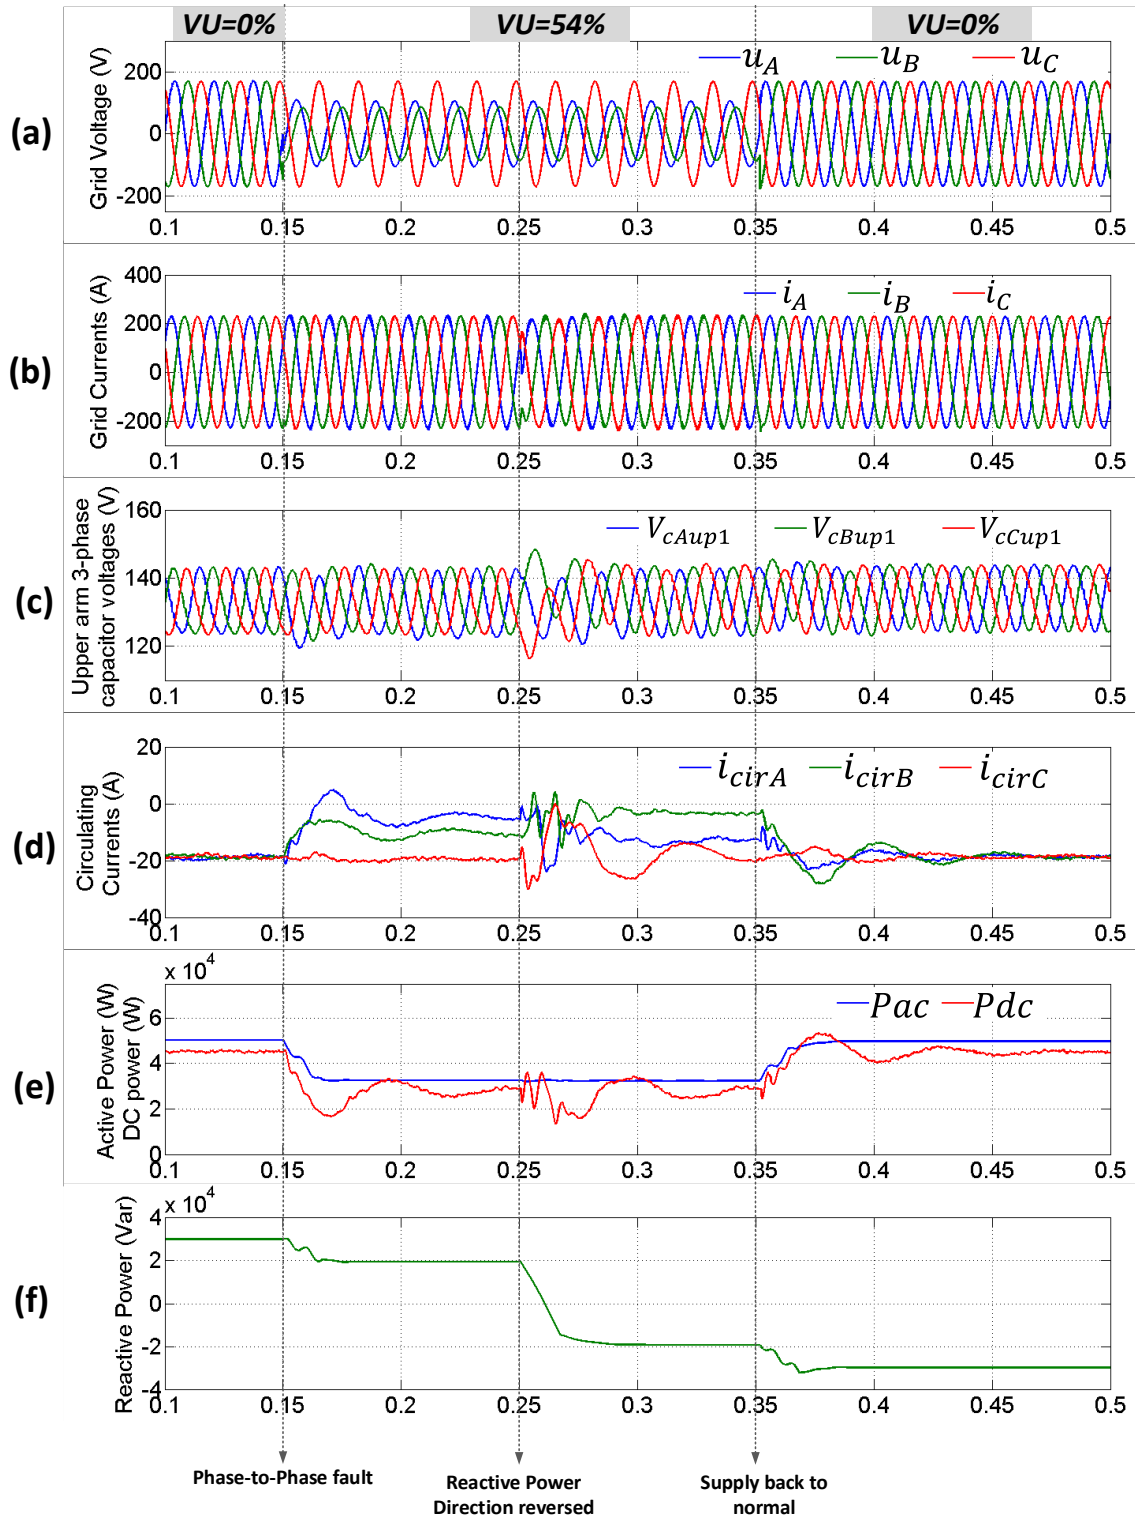 VU=0% VU=54% VU=0%
(a)
Grid Voltage (V)
200
0
-200
u_A u_B u_C
0.1 0.15 0.2 0.25 0.3 0.35 0.4 0.45 0.5
(b)
Grid Currents (A)
400
200
0
-200
i_A i_B i_C
0.1 0.15 0.2 0.25 0.3 0.35 0.4 0.45 0.5
(c)
Upper arm 3-phase
capacitor voltages (V)
160
140
120
V_cAup1 V_cBup1 V_cCup1
0.1 0.15 0.2 0.25 0.3 0.35 0.4 0.45 0.5
(d)
Circulating
Currents (A)
20
0
-20
-40
i_cirA i_cirB i_cirC
0.1 0.15 0.2 0.25 0.3 0.35 0.4 0.45 0.5
(e)
Active Power (W)
DC power (W)
x 10^4
6
4
2
0
Pac Pdc
0.1 0.15 0.2 0.25 0.3 0.35 0.4 0.45 0.5
(f)
Reactive Power (Var)
x 10^4
4
2
0
-2
-4
0.1 0.15 0.2 0.25 0.3 0.35 0.4 0.45 0.5
Phase-to-Phase fault
Reactive Power
Direction reversed
Supply back to
normal